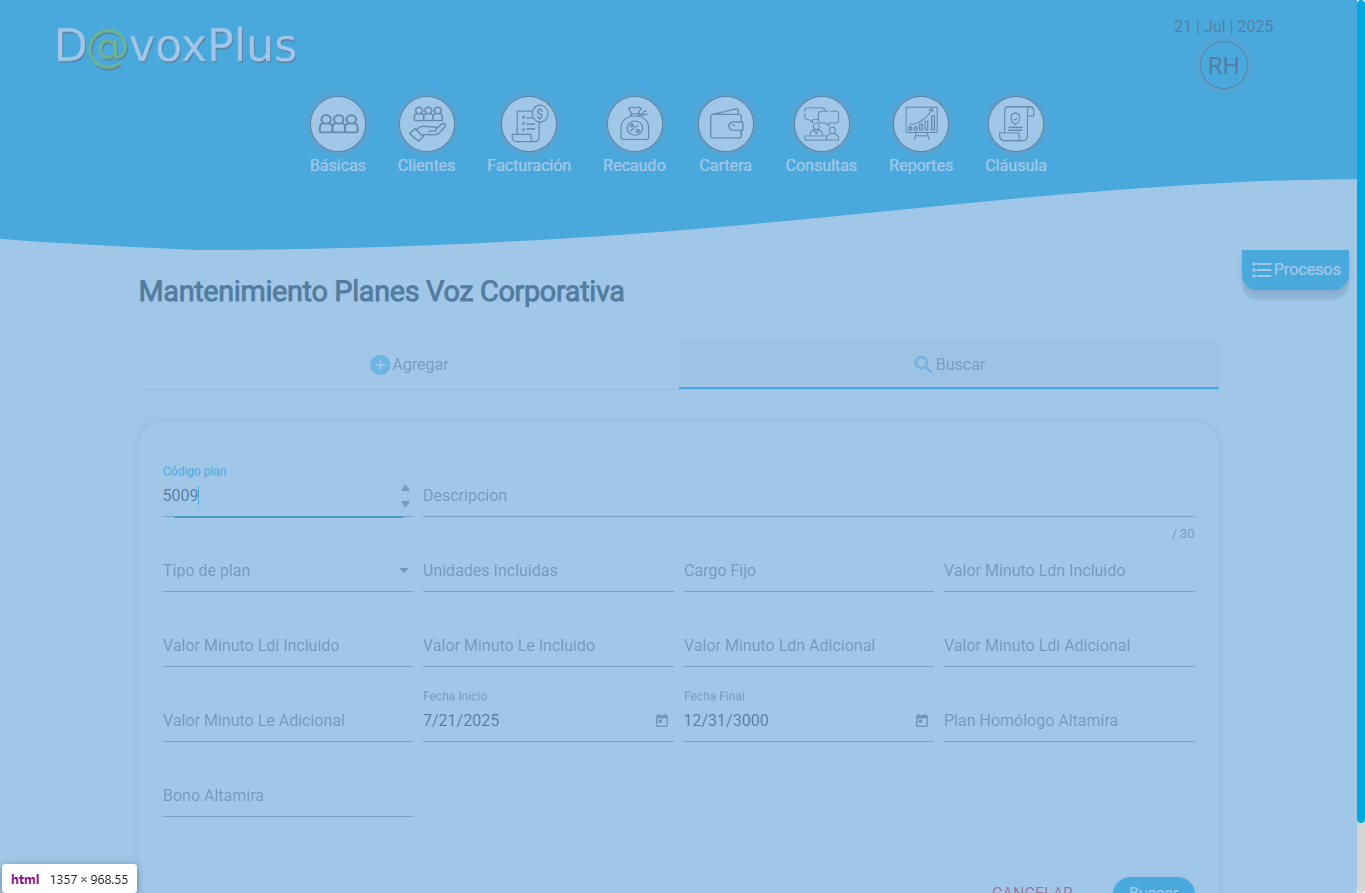 D@voxPlus
21 | Jul | 2025
RH
Básicas
Clientes
Facturación
Recaudo
Cartera
Consultas
Reportes
Cláusula
Procesos
Mantenimiento Planes Voz Corporativa
Agregar
Buscar
Código plan
5009
Descripcion
/ 30
Tipo de plan
Unidades Incluidas
Cargo Fijo
Valor Minuto Ldn Incluido
Valor Minuto Ldi Incluido
Valor Minuto Le Incluido
Valor Minuto Ldn Adicional
Valor Minuto Ldi Adicional
Valor Minuto Le Adicional
Fecha Inicio
7/21/2025
Fecha Final
12/31/3000
Plan Homólogo Altamira
Bono Altamira
CANCELAR
Buscar
html 1357 × 968.55